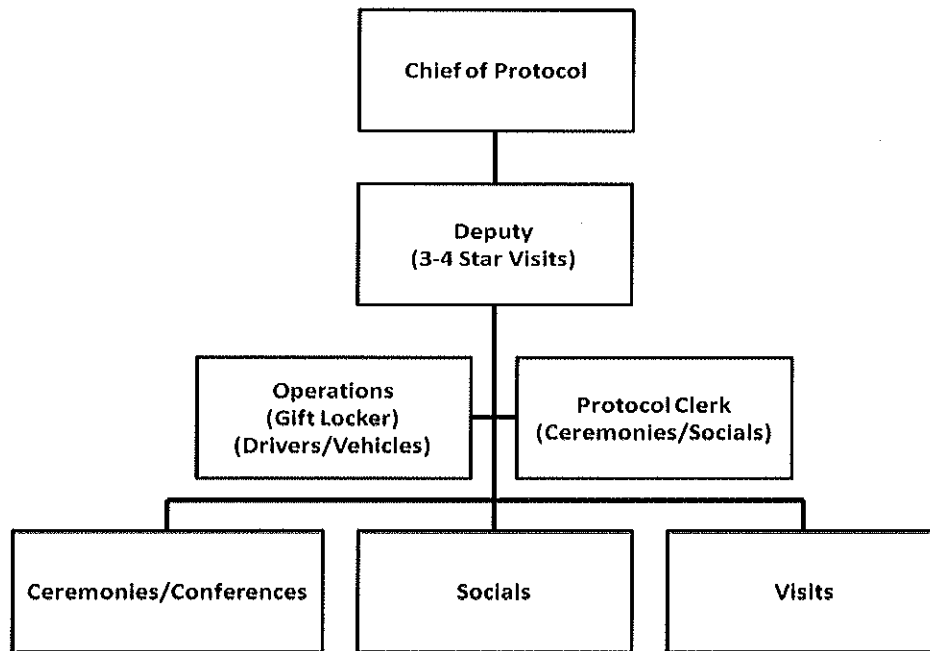 Chief of Protocol
Deputy
(3-4 Star Visits)
Operations
(Gift Locker)
(Drivers/Vehicles)
Protocol Clerk
(Ceremonies/Socials)
Ceremonies/Conferences
Socials
Visits